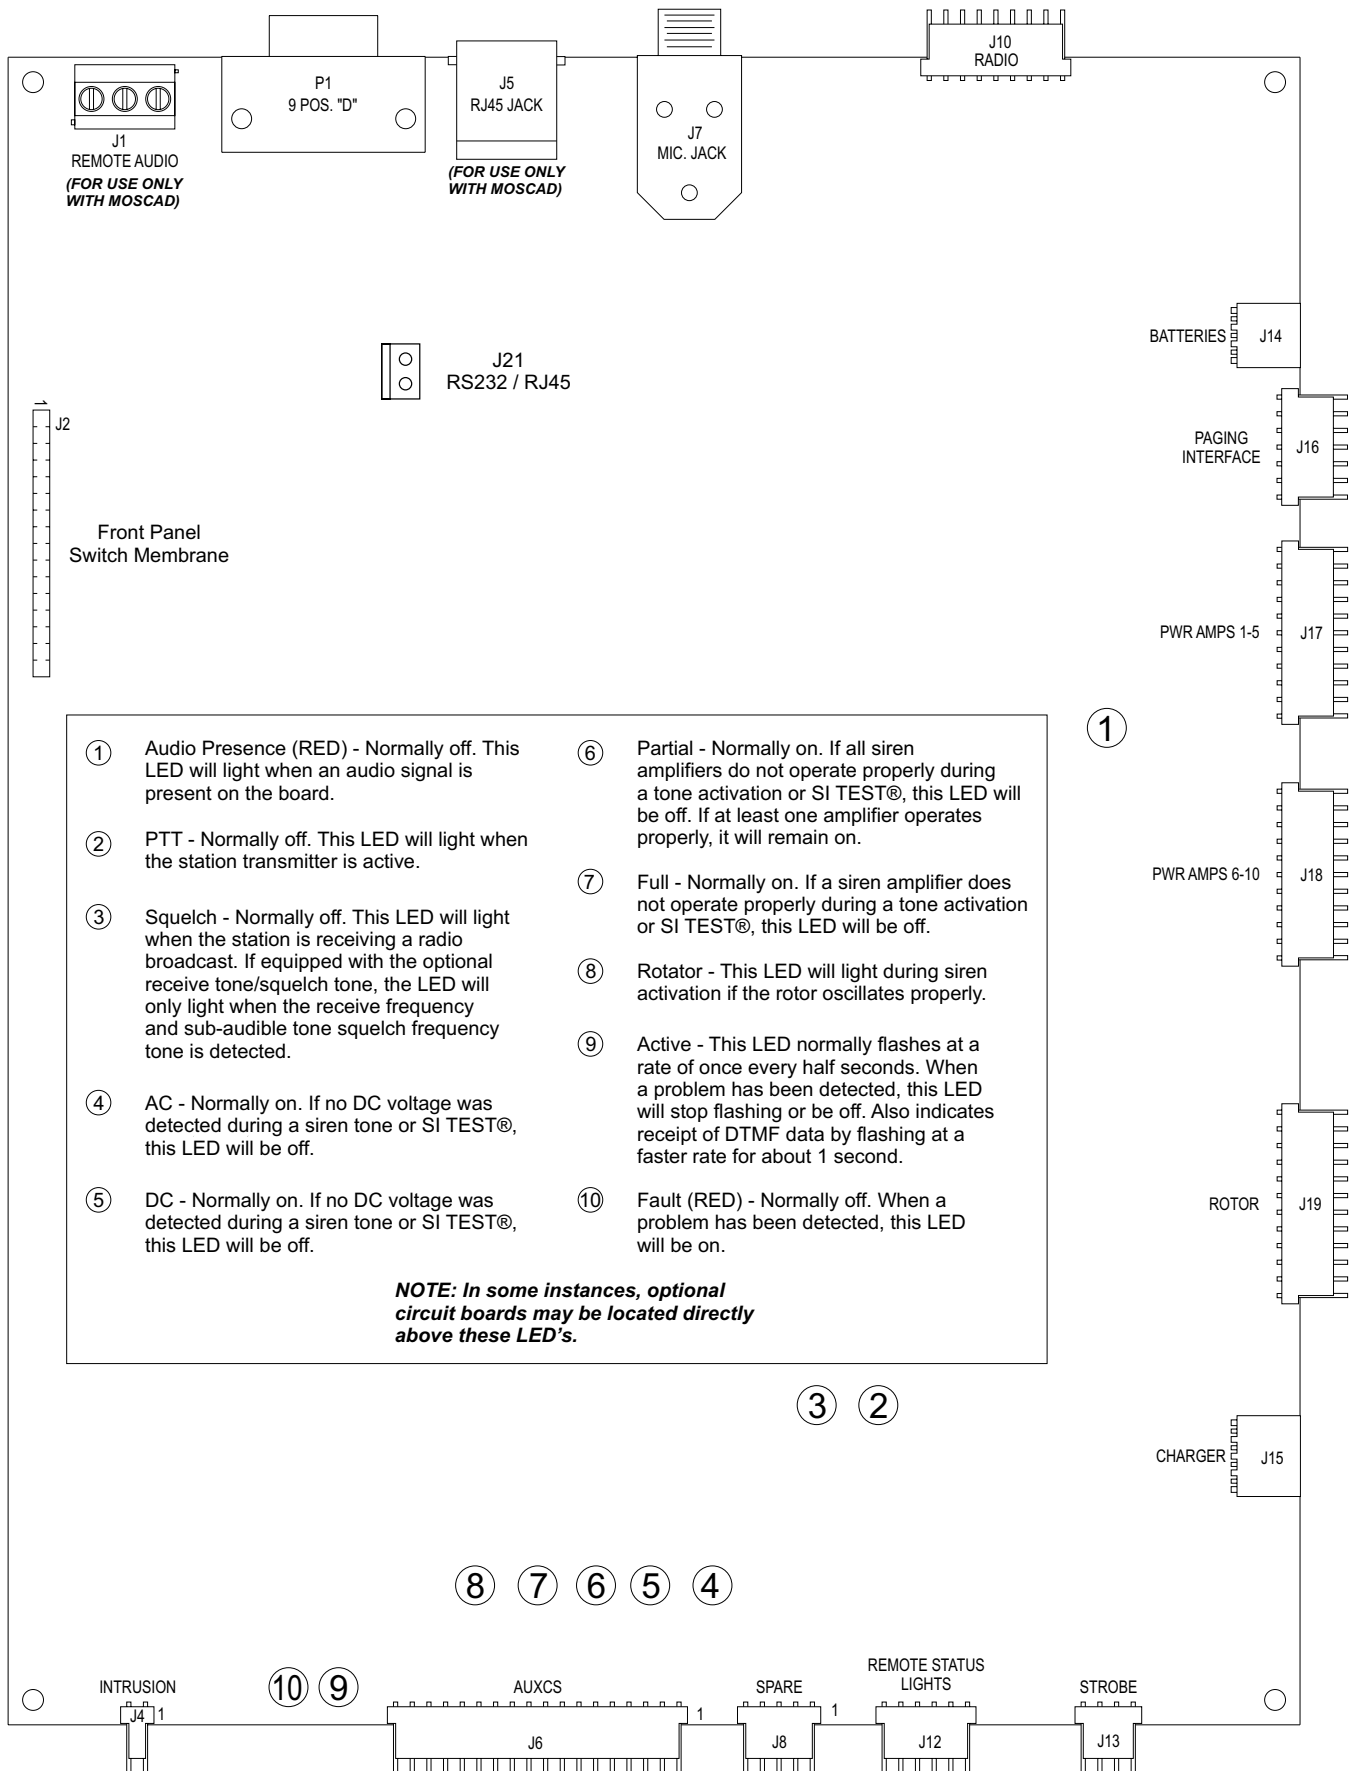 J10
RADIO
P1
9 POS. "D"
J5
RJ45 JACK
J7
MIC. JACK
J1
REMOTE AUDIO
(FOR USE ONLY
WITH MOSCAD)
(FOR USE ONLY
WITH MOSCAD)
BATTERIES
J14
J21
RS232 / RJ45
1
J2
PAGING
INTERFACE
J16
Front Panel
Switch Membrane
PWR AMPS 1-5
J17
1
1 Audio Presence (RED) - Normally off. This
LED will light when an audio signal is
present on the board.
2 PTT - Normally off. This LED will light when
the station transmitter is active.
3 Squelch - Normally off. This LED will light
when the station is receiving a radio
broadcast. If equipped with the optional
receive tone/squelch tone, the LED will
only light when the receive frequency
and sub-audible tone squelch frequency
tone is detected.
4 AC - Normally on. If no DC voltage was
detected during a siren tone or SI TEST®,
this LED will be off.
5 DC - Normally on. If no DC voltage was
detected during a siren tone or SI TEST®,
this LED will be off.
6 Partial - Normally on. If all siren
amplifiers do not operate properly during
a tone activation or SI TEST®, this LED will
be off. If at least one amplifier operates
properly, it will remain on.
7 Full - Normally on. If a siren amplifier does
not operate properly during a tone activation
or SI TEST®, this LED will be off.
8 Rotator - This LED will light during siren
activation if the rotor oscillates properly.
9 Active - This LED normally flashes at a
rate of once every half seconds. When
a problem has been detected, this LED
will stop flashing or be off. Also indicates
receipt of DTMF data by flashing at a
faster rate for about 1 second.
10 Fault (RED) - Normally off. When a
problem has been detected, this LED
will be on.
NOTE: In some instances, optional
circuit boards may be located directly
above these LED's.
PWR AMPS 6-10
J18
ROTOR
J19
3 2
CHARGER
J15
8 7 6 5 4
INTRUSION
J4
1
10 9
AUXCS
J6
1
SPARE
J8
1
REMOTE STATUS
LIGHTS
J12
STROBE
J13